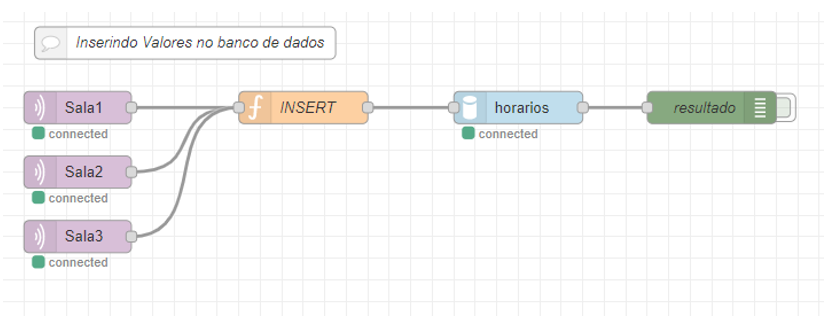 Inserindo Valores no banco de dados
Sala1
INSERT
horarios
resultado
connected
connected
Sala2
connected
Sala3
connected